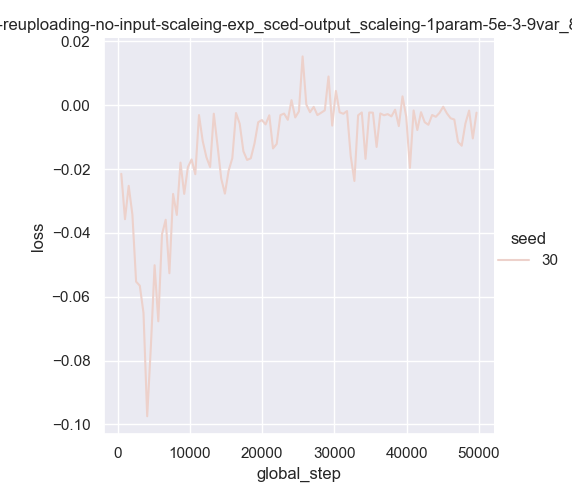 -reuploading-no-input-scaleing-exp_sced-output_scaleing-1param-5e-3-9var_8
0.02
0.00
−0.02
−0.04
−0.06
−0.08
−0.10
loss
0 10000 20000 30000 40000 50000
global_step
seed
30